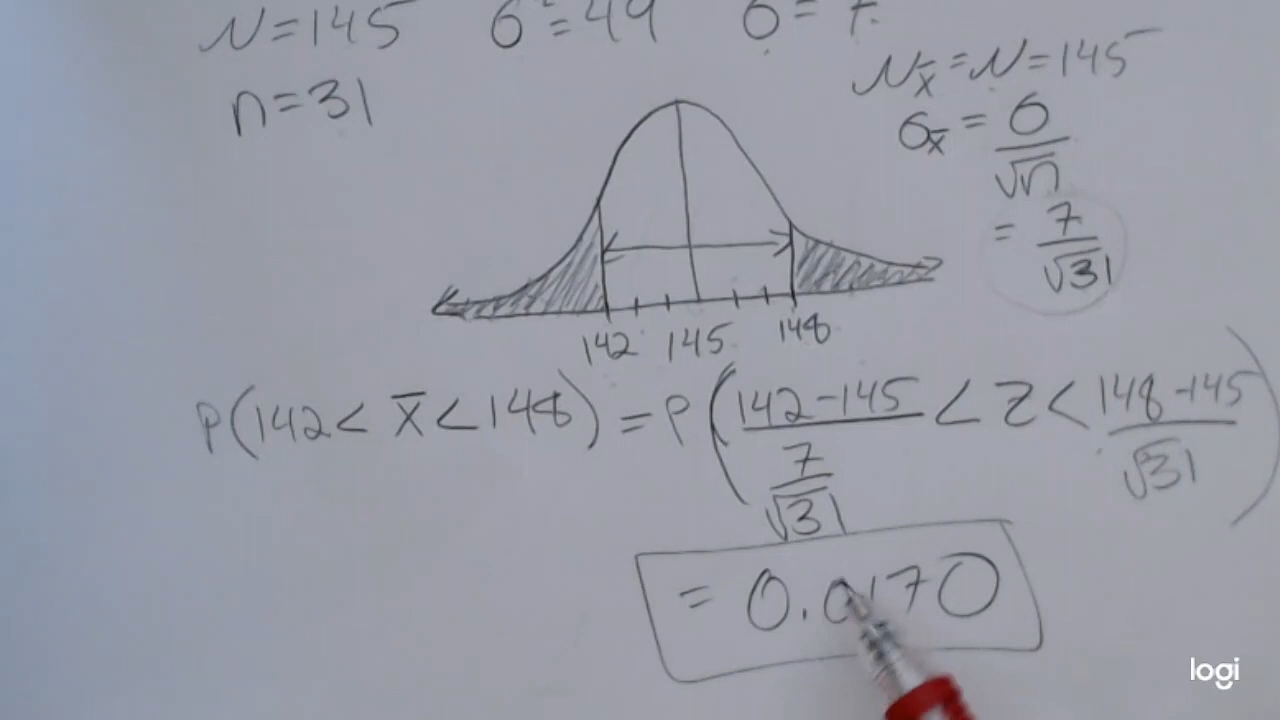 μ=145 σ²=49 σ=7.
n=31
μx̄=μ=145
σx̄=σ/√n
=7/√31
142 145 148
P(142<x̄<148)=P((142-145)/(7/√31)<Z<(148-145)/√31)
=0.0170
logi